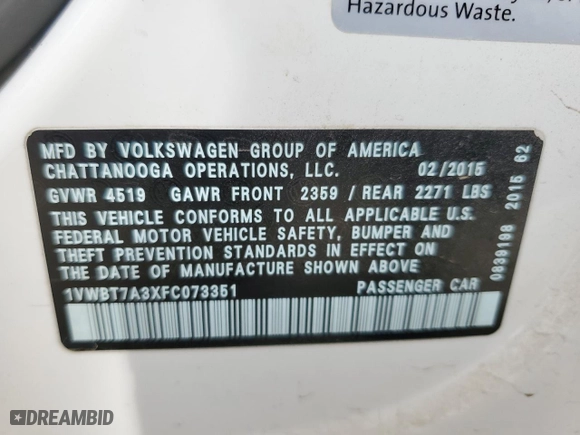 Hazardous Waste.
MFD BY VOLKSWAGEN GROUP OF AMERICA
CHATTANOOGA OPERATIONS, LLC. 02/2015
GVWR 4519 GAWR FRONT 2359 / REAR 2271 LBS
THIS VEHICLE CONFORMS TO ALL APPLICABLE U.S.
FEDERAL MOTOR VEHICLE SAFETY, BUMPER AND
THEFT PREVENTION STANDARDS IN EFFECT ON
THE DATE OF MANUFACTURE SHOWN ABOVE.
1VWBT7A3XFC073351 PASSENGER CAR
0839198 2015 62
DREAMBID